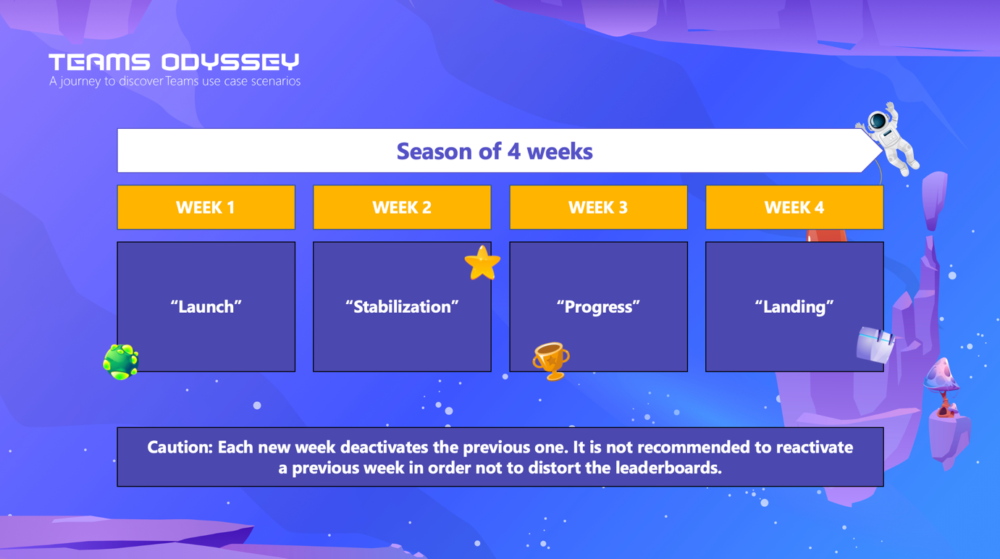 TEAMS ODYSSEY
A journey to discover Teams use case scenarios
Season of 4 weeks
WEEK 1
WEEK 2
WEEK 3
WEEK 4
“Launch”
“Stabilization”
“Progress”
“Landing”
Caution: Each new week deactivates the previous one. It is not recommended to reactivate
a previous week in order not to distort the leaderboards.